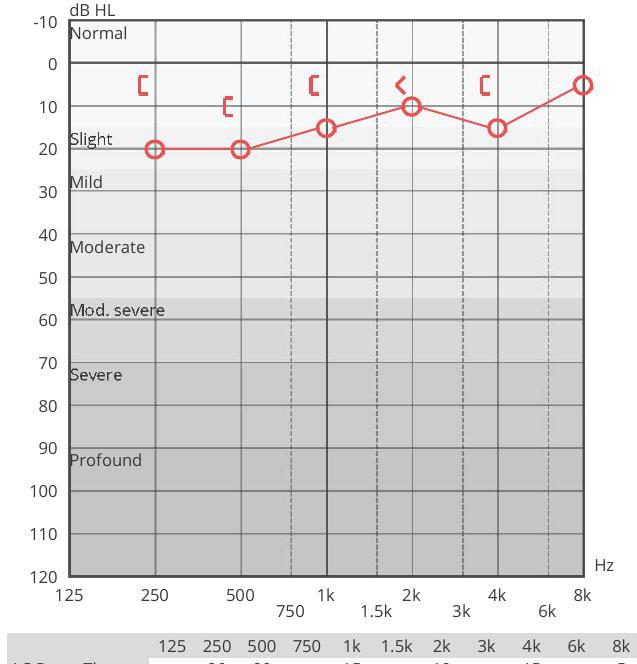 dB HL
-10
Normal
0
10
Slight
20
Mild
30
40
Moderate
50
Mod. severe
60
70
Severe
80
90
Profound
100
110
120
Hz
125 250 500 1k 2k 4k 8k
750 1.5k 3k 6k
125 250 500 750 1k 1.5k 2k 3k 4k 6k 8k